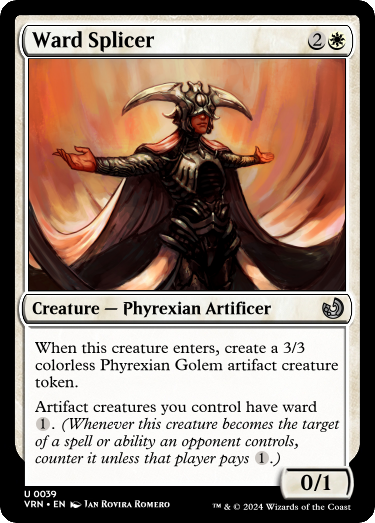 Ward Splicer 2
Creature — Phyrexian Artificer
When this creature enters, create a 3/3
colorless Phyrexian Golem artifact creature
token.
Artifact creatures you control have ward
1. (Whenever this creature becomes the target
of a spell or ability an opponent controls,
counter it unless that player pays 1.)
0/1
U 0039
VRN • EN Jan Rovira Romero
™ & © 2024 Wizards of the Coast